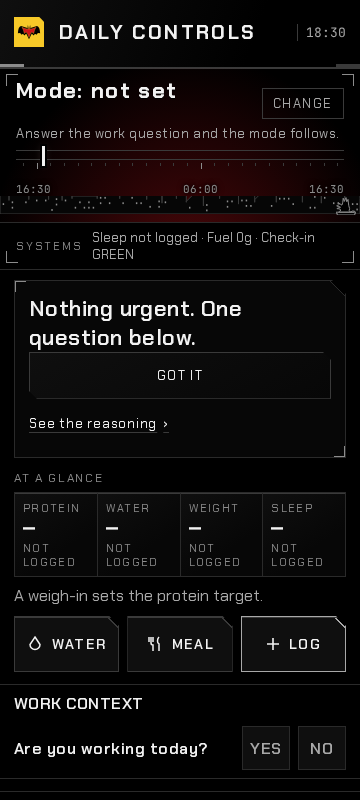 DAILY CONTROLS
18:30
Mode: not set
CHANGE
Answer the work question and the mode follows.
16:30 06:00 16:30
SYSTEMS
Sleep not logged · Fuel 0g · Check-in
GREEN
Nothing urgent. One
question below.
GOT IT
See the reasoning ›
AT A GLANCE
PROTEIN WATER WEIGHT SLEEP
— — — —
NOT NOT NOT NOT
LOGGED LOGGED LOGGED LOGGED
A weigh-in sets the protein target.
WATER MEAL + LOG
WORK CONTEXT
Are you working today? YES NO